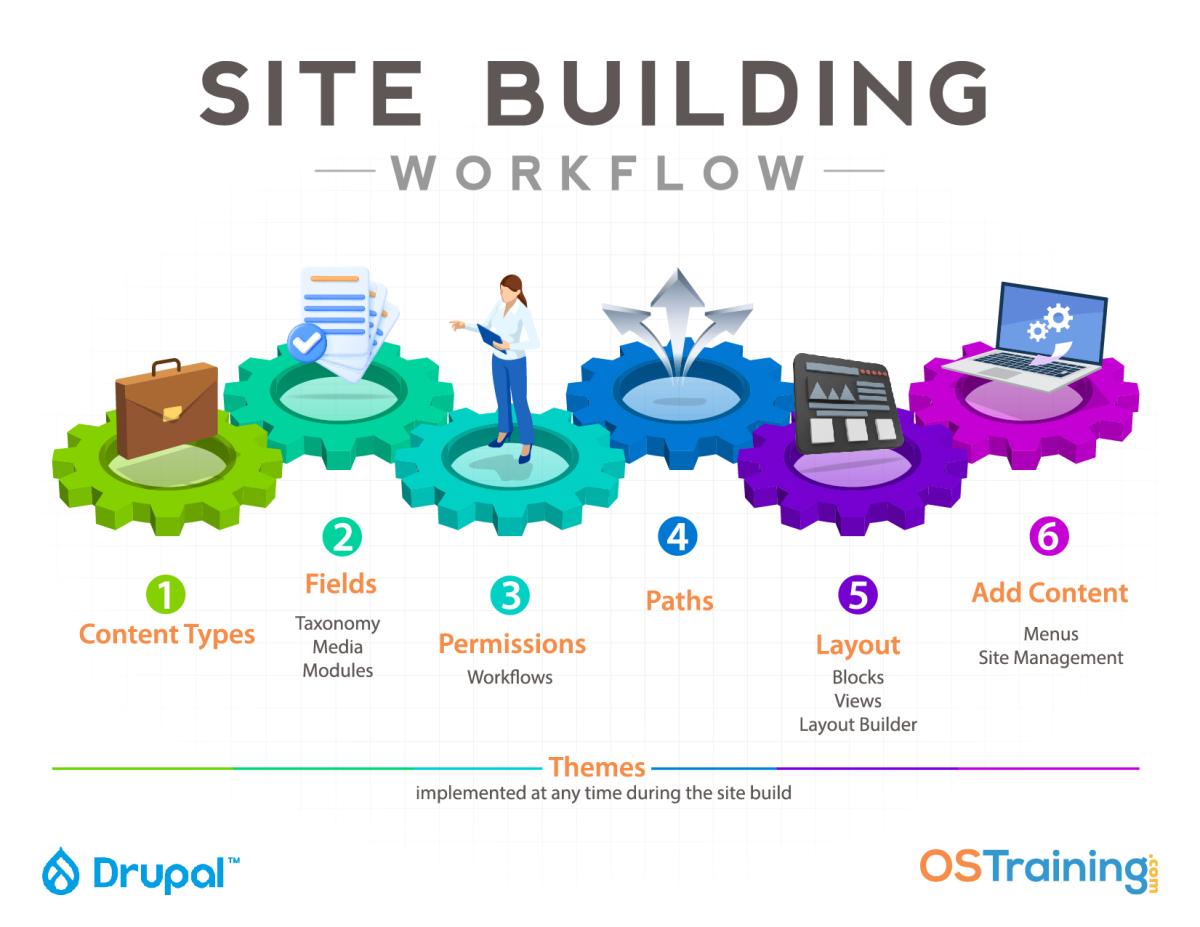 SITE BUILDING
WORKFLOW
1
Content Types
2
Fields
Taxonomy
Media
Modules
3
Permissions
Workflows
4
Paths
5
Layout
Blocks
Views
Layout Builder
6
Add Content
Menus
Site Management
Themes
implemented at any time during the site build
Drupal™
OSTraining.com